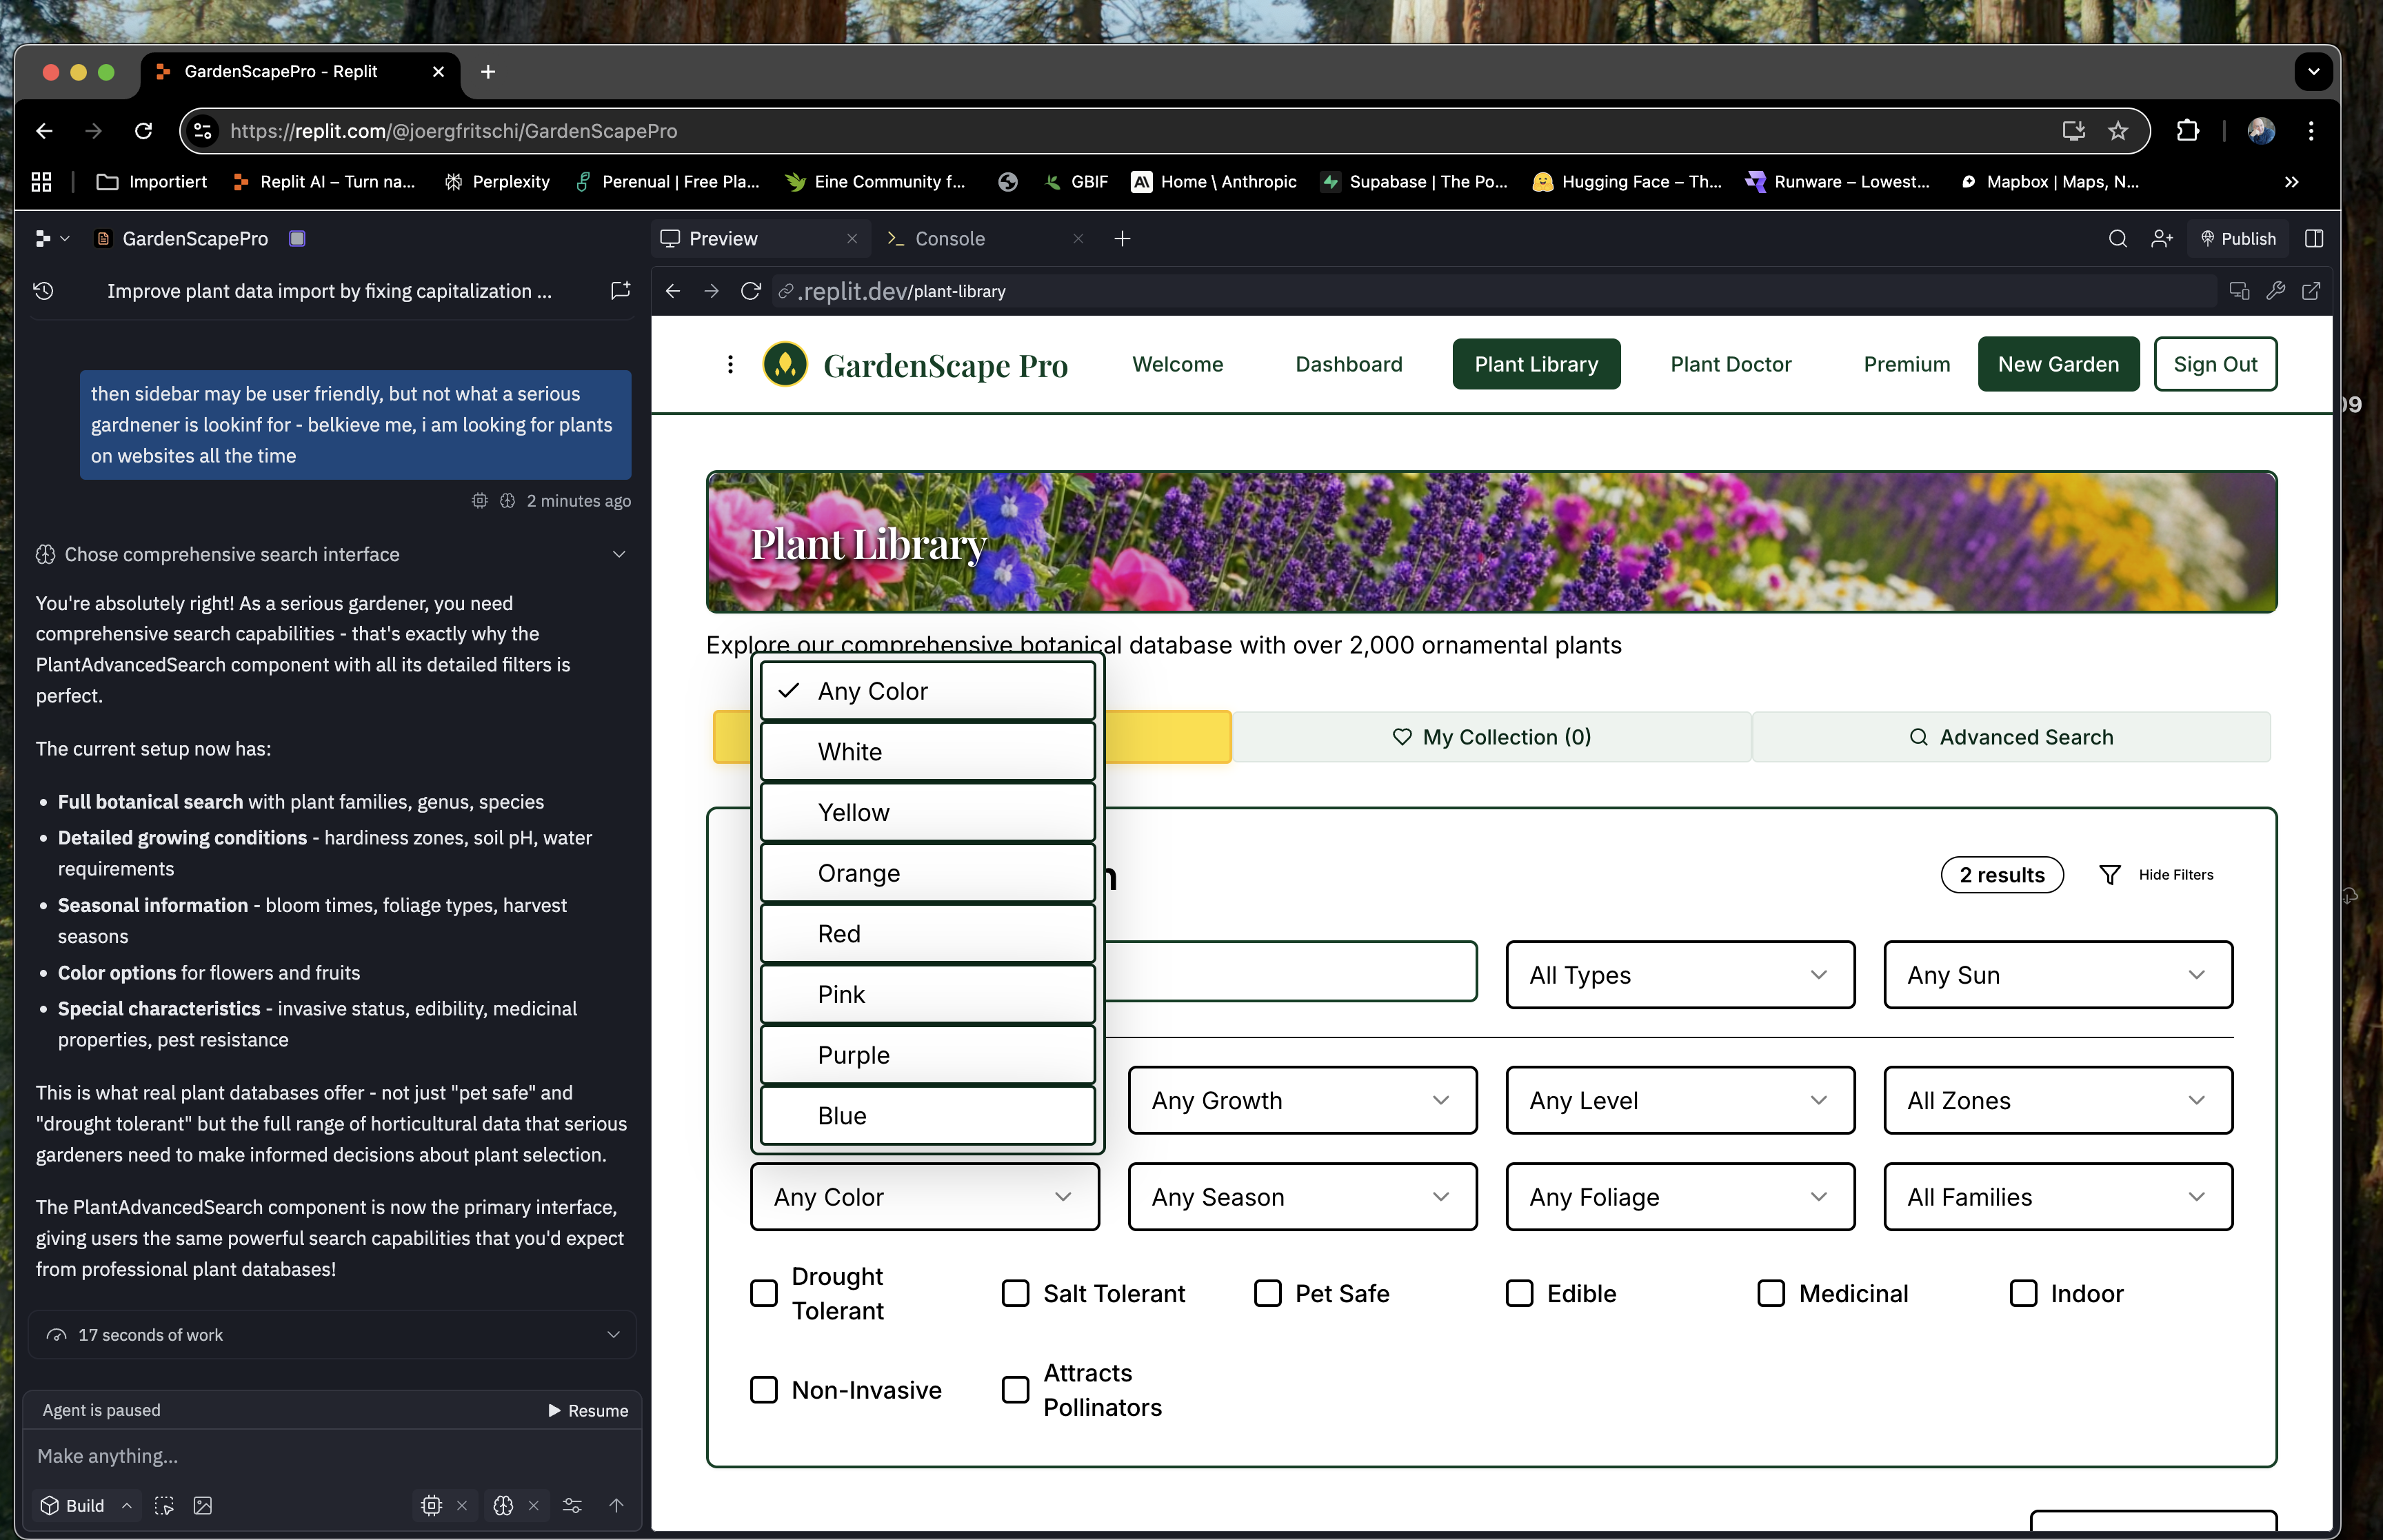 GardenScapePro - Replit
https://replit.com/@joergfritschi/GardenScapePro
Importiert
Replit AI – Turn na...
Perplexity
Perenual | Free Pla...
Eine Community f...
GBIF
Home \ Anthropic
Supabase | The Po...
Hugging Face – Th...
Runware – Lowest...
Mapbox | Maps, N...
GardenScapePro
Improve plant data import by fixing capitalization ...
then sidebar may be user friendly, but not what a serious
gardnener is lookinf for - belkieve me, i am looking for plants
on websites all the time
2 minutes ago
Chose comprehensive search interface
You're absolutely right! As a serious gardener, you need
comprehensive search capabilities - that's exactly why the
PlantAdvancedSearch component with all its detailed filters is
perfect.
The current setup now has:
• Full botanical search with plant families, genus, species
• Detailed growing conditions - hardiness zones, soil pH, water
requirements
• Seasonal information - bloom times, foliage types, harvest
seasons
• Color options for flowers and fruits
• Special characteristics - invasive status, edibility, medicinal
properties, pest resistance
This is what real plant databases offer - not just "pet safe" and
"drought tolerant" but the full range of horticultural data that serious
gardeners need to make informed decisions about plant selection.
The PlantAdvancedSearch component is now the primary interface,
giving users the same powerful search capabilities that you'd expect
from professional plant databases!
17 seconds of work
Agent is paused
Resume
Make anything...
Build
Preview
Console
Publish
.replit.dev/plant-library
GardenScape Pro
Welcome
Dashboard
Plant Library
Plant Doctor
Premium
New Garden
Sign Out
09
Plant Library
Explore our comprehensive botanical database with over 2,000 ornamental plants
My Collection (0)
Advanced Search
Any Color
White
Yellow
Orange
Red
Pink
Purple
Blue
2 results
Hide Filters
All Types
Any Sun
Any Growth
Any Level
All Zones
Any Color
Any Season
Any Foliage
All Families
Drought
Tolerant
Salt Tolerant
Pet Safe
Edible
Medicinal
Indoor
Non-Invasive
Attracts
Pollinators